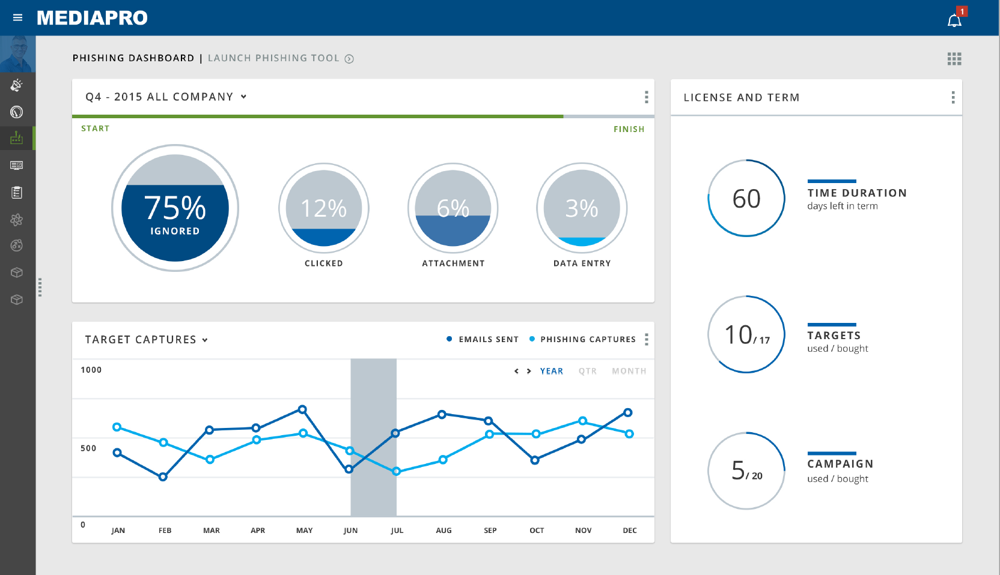 MEDIAPRO
1
PHISHING DASHBOARD | LAUNCH PHISHING TOOL
Q4 - 2015 ALL COMPANY
START
FINISH
75%
IGNORED
12%
CLICKED
6%
ATTACHMENT
3%
DATA ENTRY
LICENSE AND TERM
60
TIME DURATION
days left in term
10/ 17
TARGETS
used / bought
5/ 20
CAMPAIGN
used / bought
TARGET CAPTURES
EMAILS SENT
PHISHING CAPTURES
< > YEAR QTR MONTH
1000
500
0
JAN FEB MAR APR MAY JUN JUL AUG SEP OCT NOV DEC